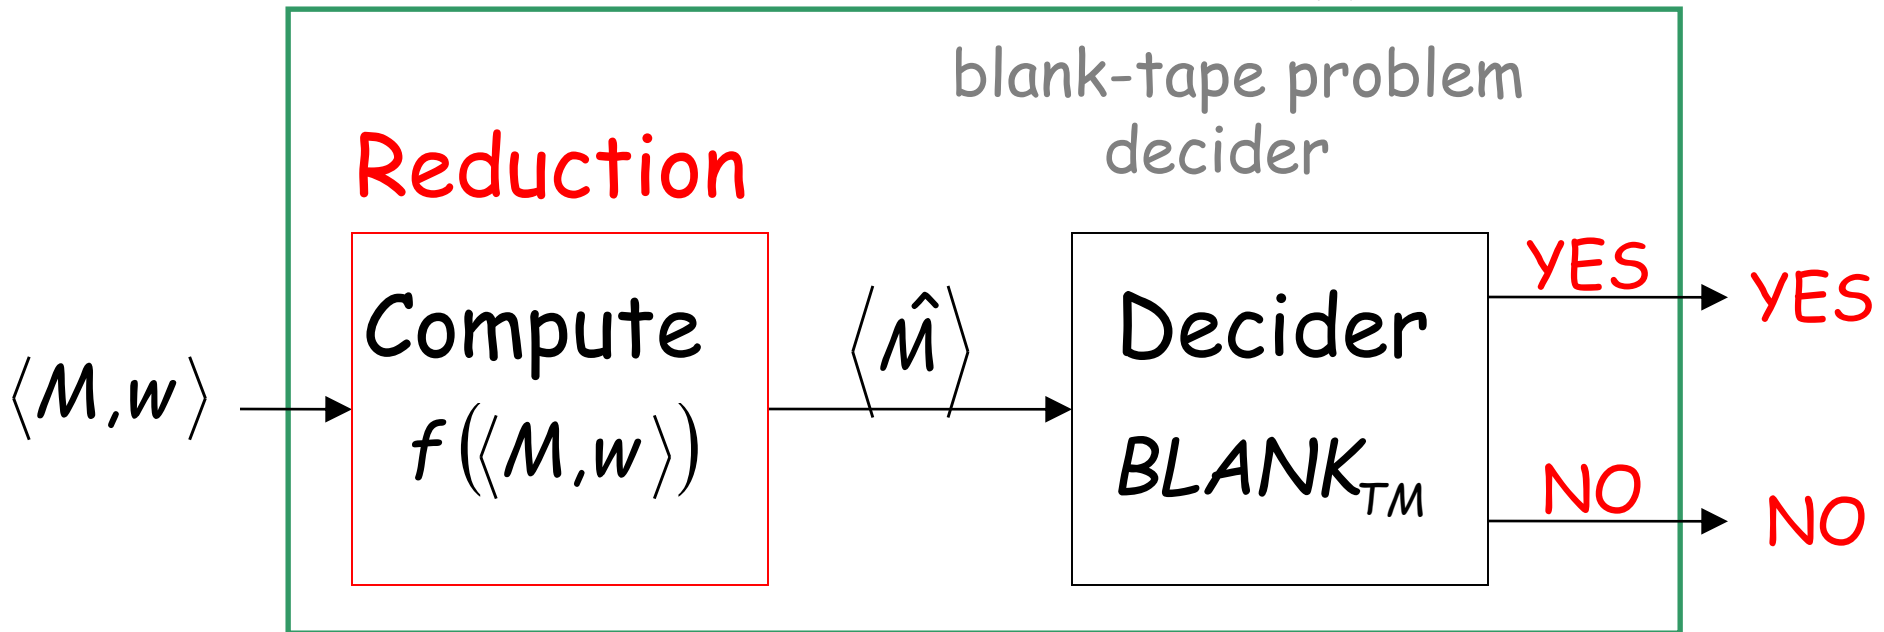 blank-tape problem
decider
Reduction
⟨M,w⟩
Compute
f(⟨M,w⟩)
⟨M̂⟩
Decider
BLANK_TM
YES
YES
NO
NO